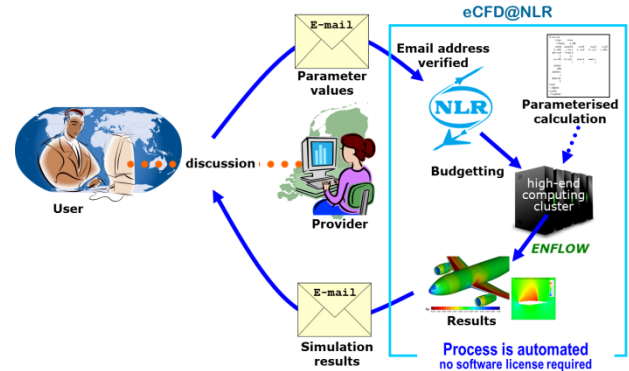 eCFD@NLR
E-mail
Parameter
values
Email address
verified
NLR
Parameterised
calculation
discussion
User
Provider
Budgetting
high-end
computing
cluster
ENFLOW
E-mail
Simulation
results
Results
Process is automated
no software license required